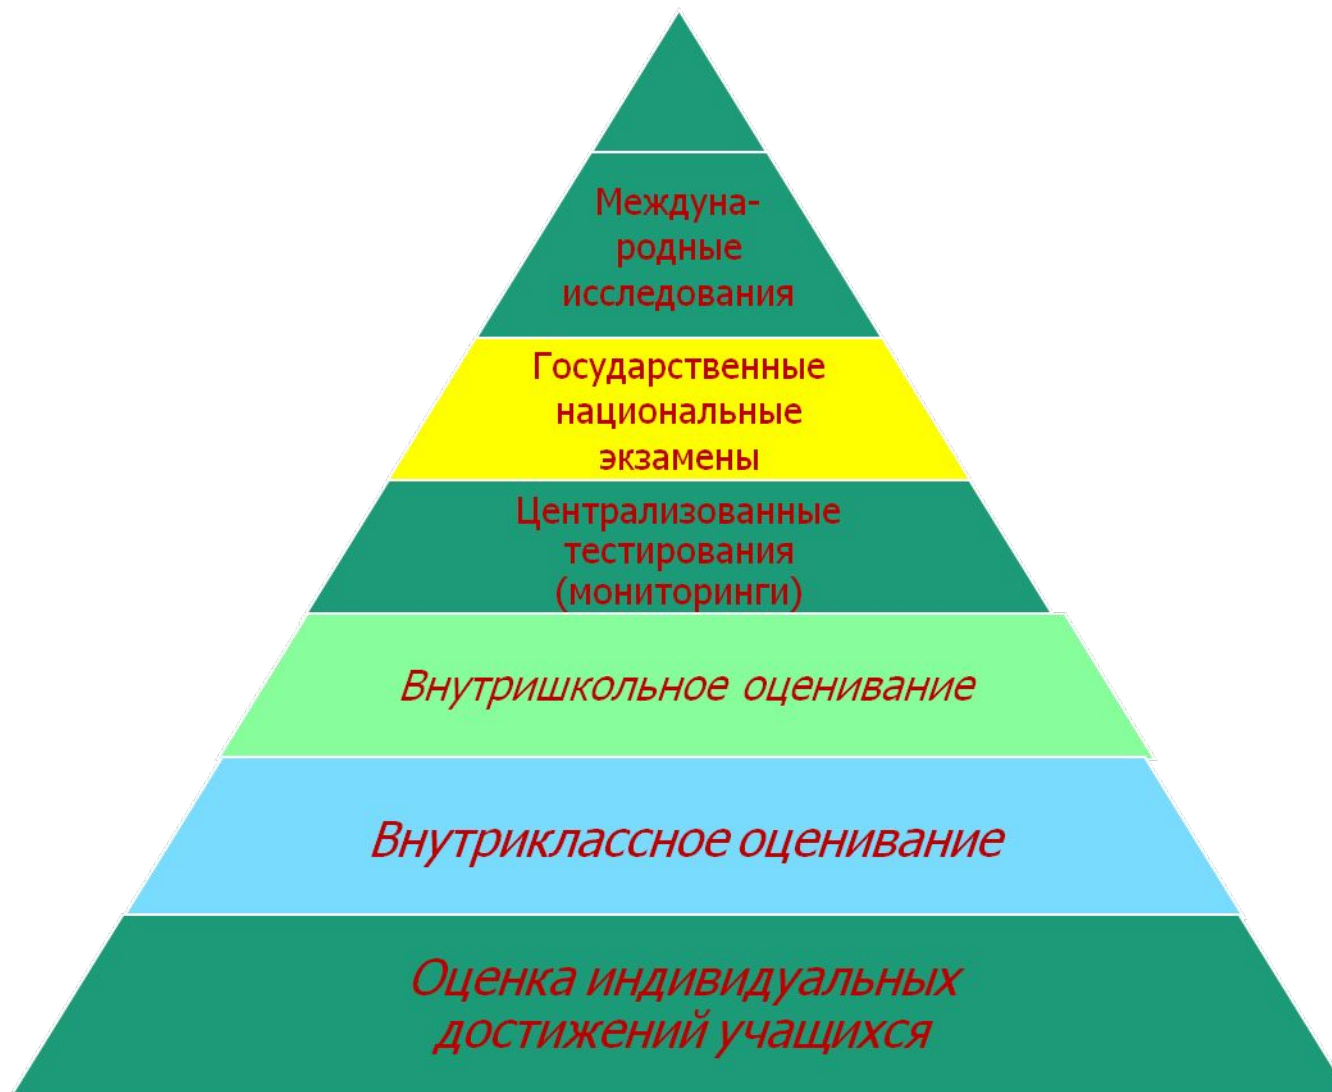 Междуна-
родные
исследования
Государственные
национальные
экзамены
Централизованные
тестирования
(мониторинги)
Внутришкольное оценивание
Внутриклассное оценивание
Оценка индивидуальных
достижений учащихся